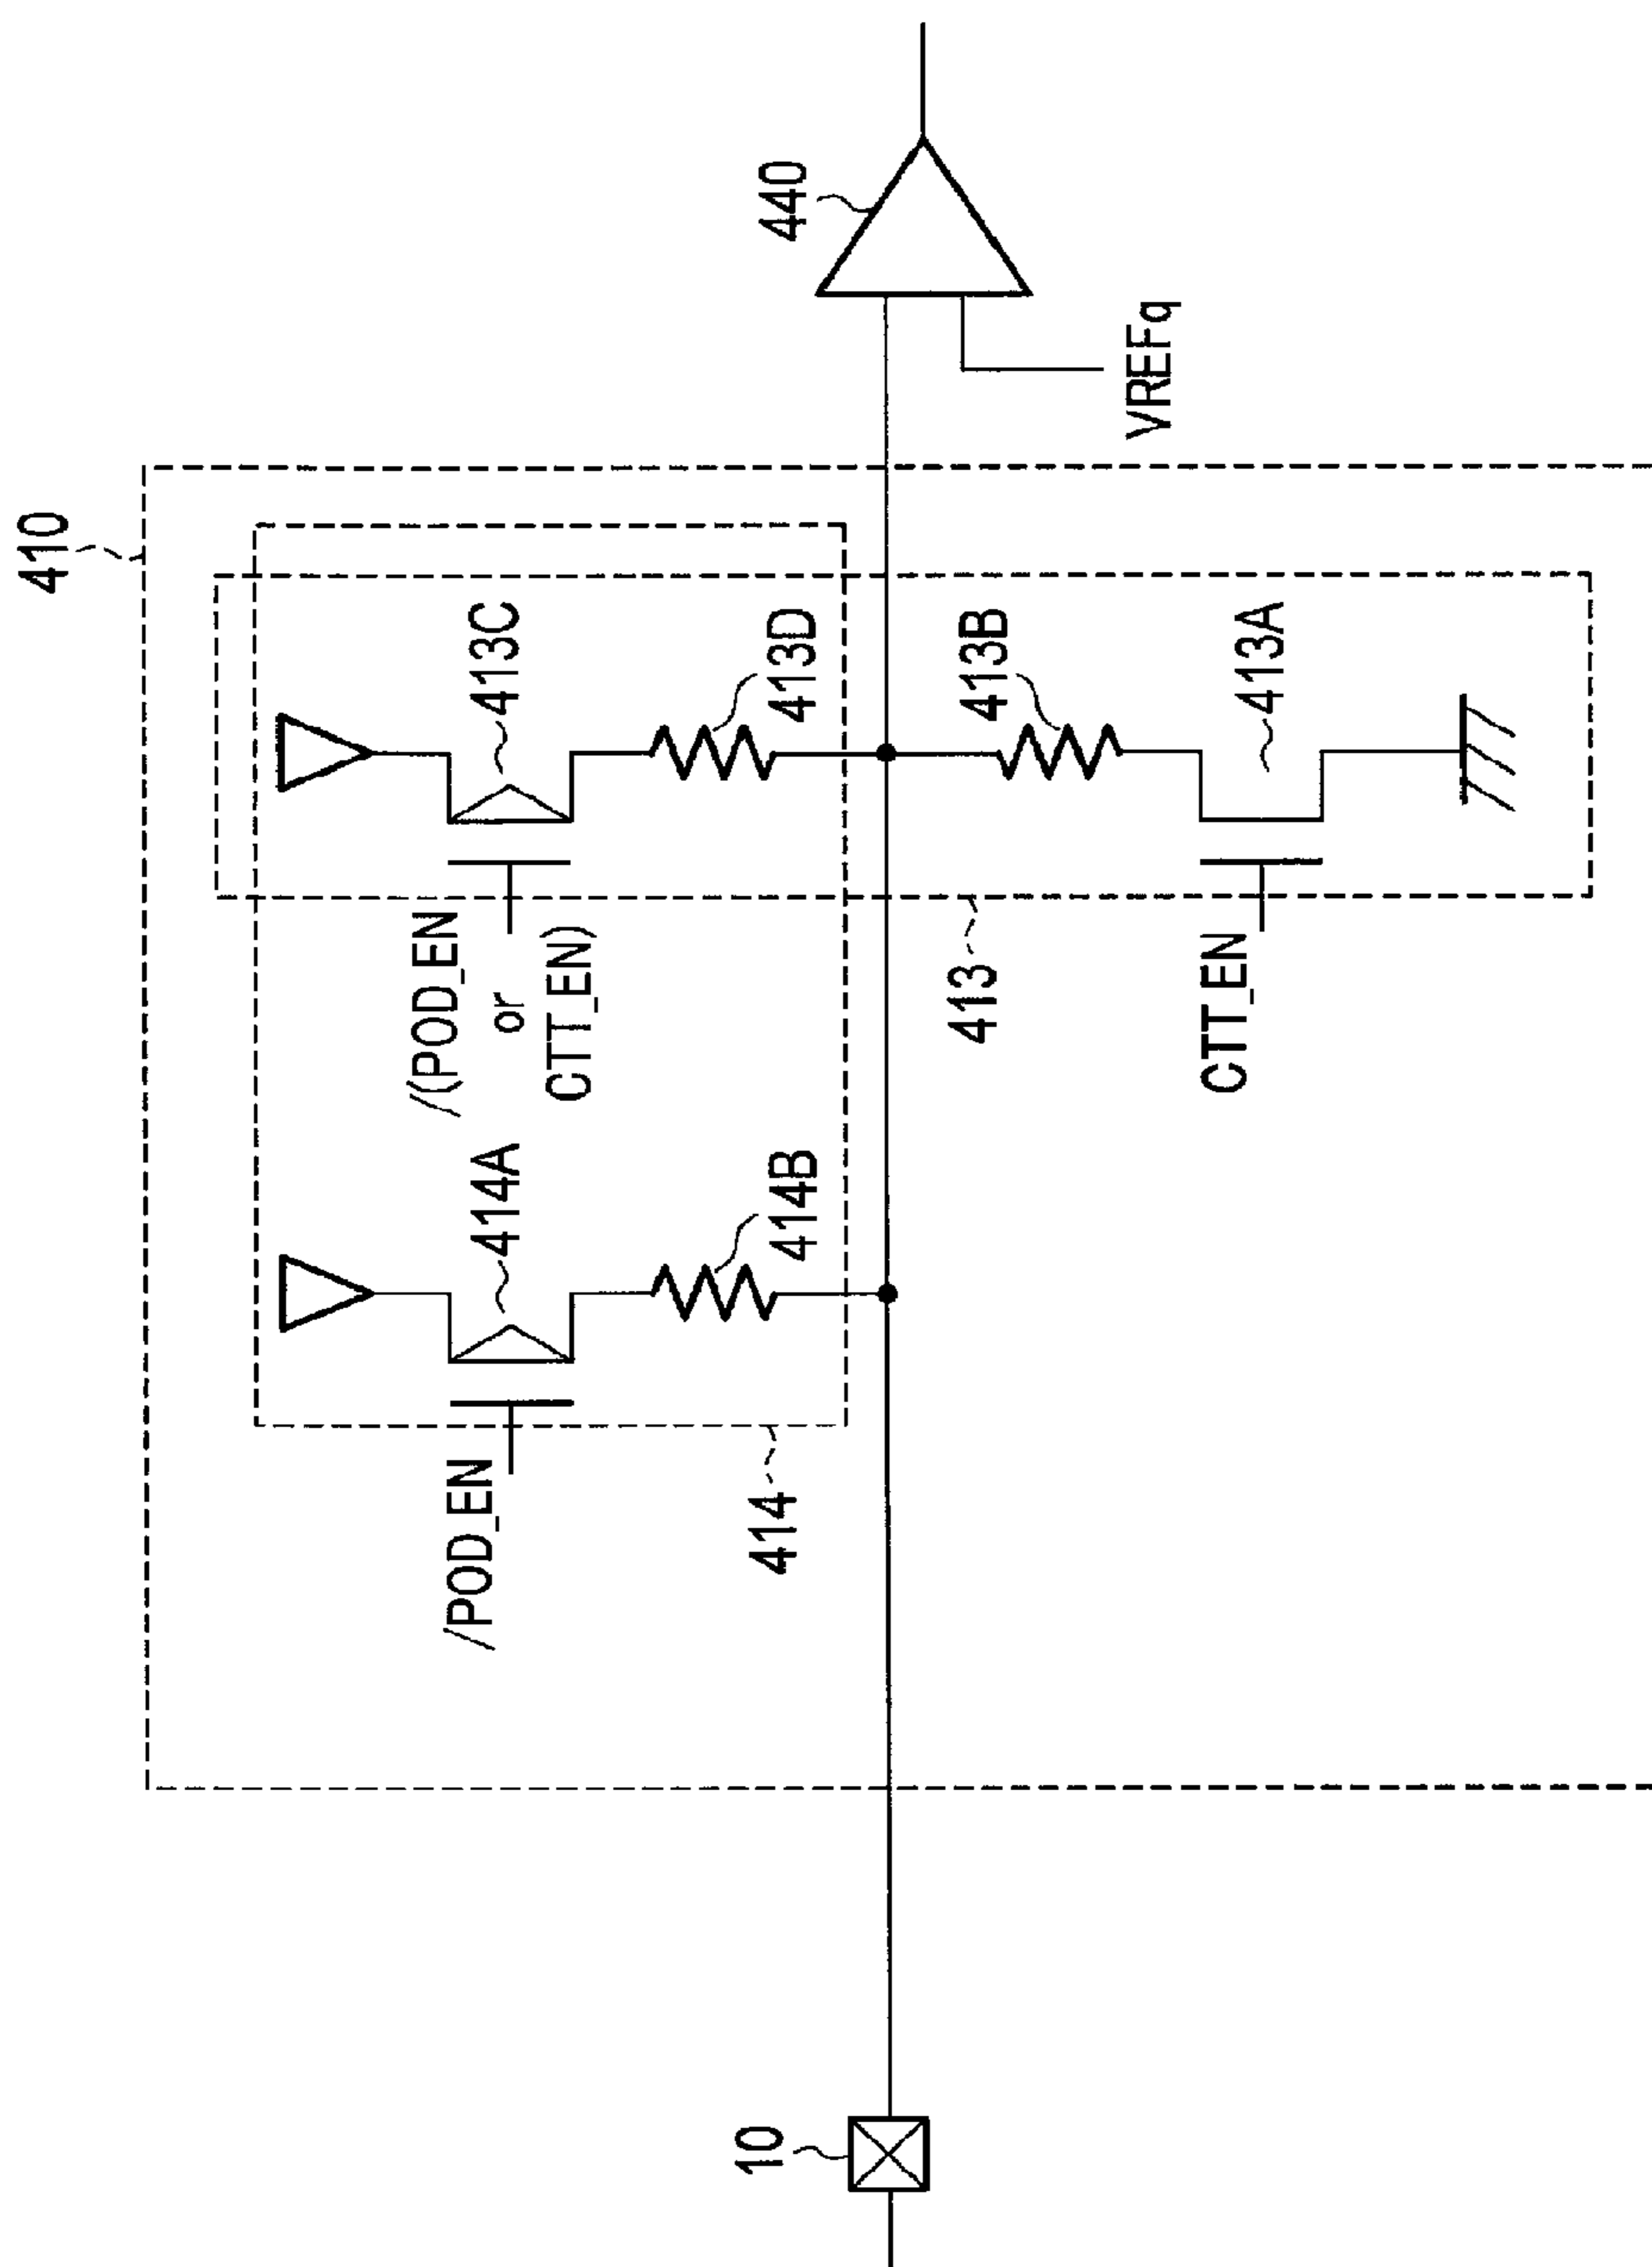 410
/POD_EN
414A
/(POD_EN
or
CTT_EN)
413C
10
414
414B
413D
440
413
413B
VREFq
CTT_EN
413A